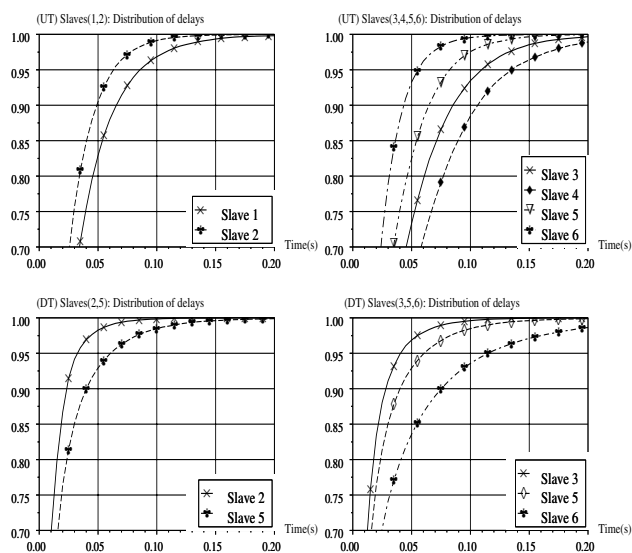 (UT) Slaves(1,2): Distribution of delays
1.00
0.95
0.90
0.85
0.80
0.75
0.70
Slave 1
Slave 2
Time(s)
0.00 0.05 0.10 0.15 0.20
(UT) Slaves(3,4,5,6): Distribution of delays
1.00
0.95
0.90
0.85
0.80
0.75
0.70
Slave 3
Slave 4
Slave 5
Slave 6
Time(s)
0.00 0.05 0.10 0.15 0.20
(DT) Slaves(2,5): Distribution of delays
1.00
0.95
0.90
0.85
0.80
0.75
0.70
Slave 2
Slave 5
Time(s)
0.00 0.05 0.10 0.15 0.20
(DT) Slaves(3,5,6): Distribution of delays
1.00
0.95
0.90
0.85
0.80
0.75
0.70
Slave 3
Slave 5
Slave 6
Time(s)
0.00 0.05 0.10 0.15 0.20